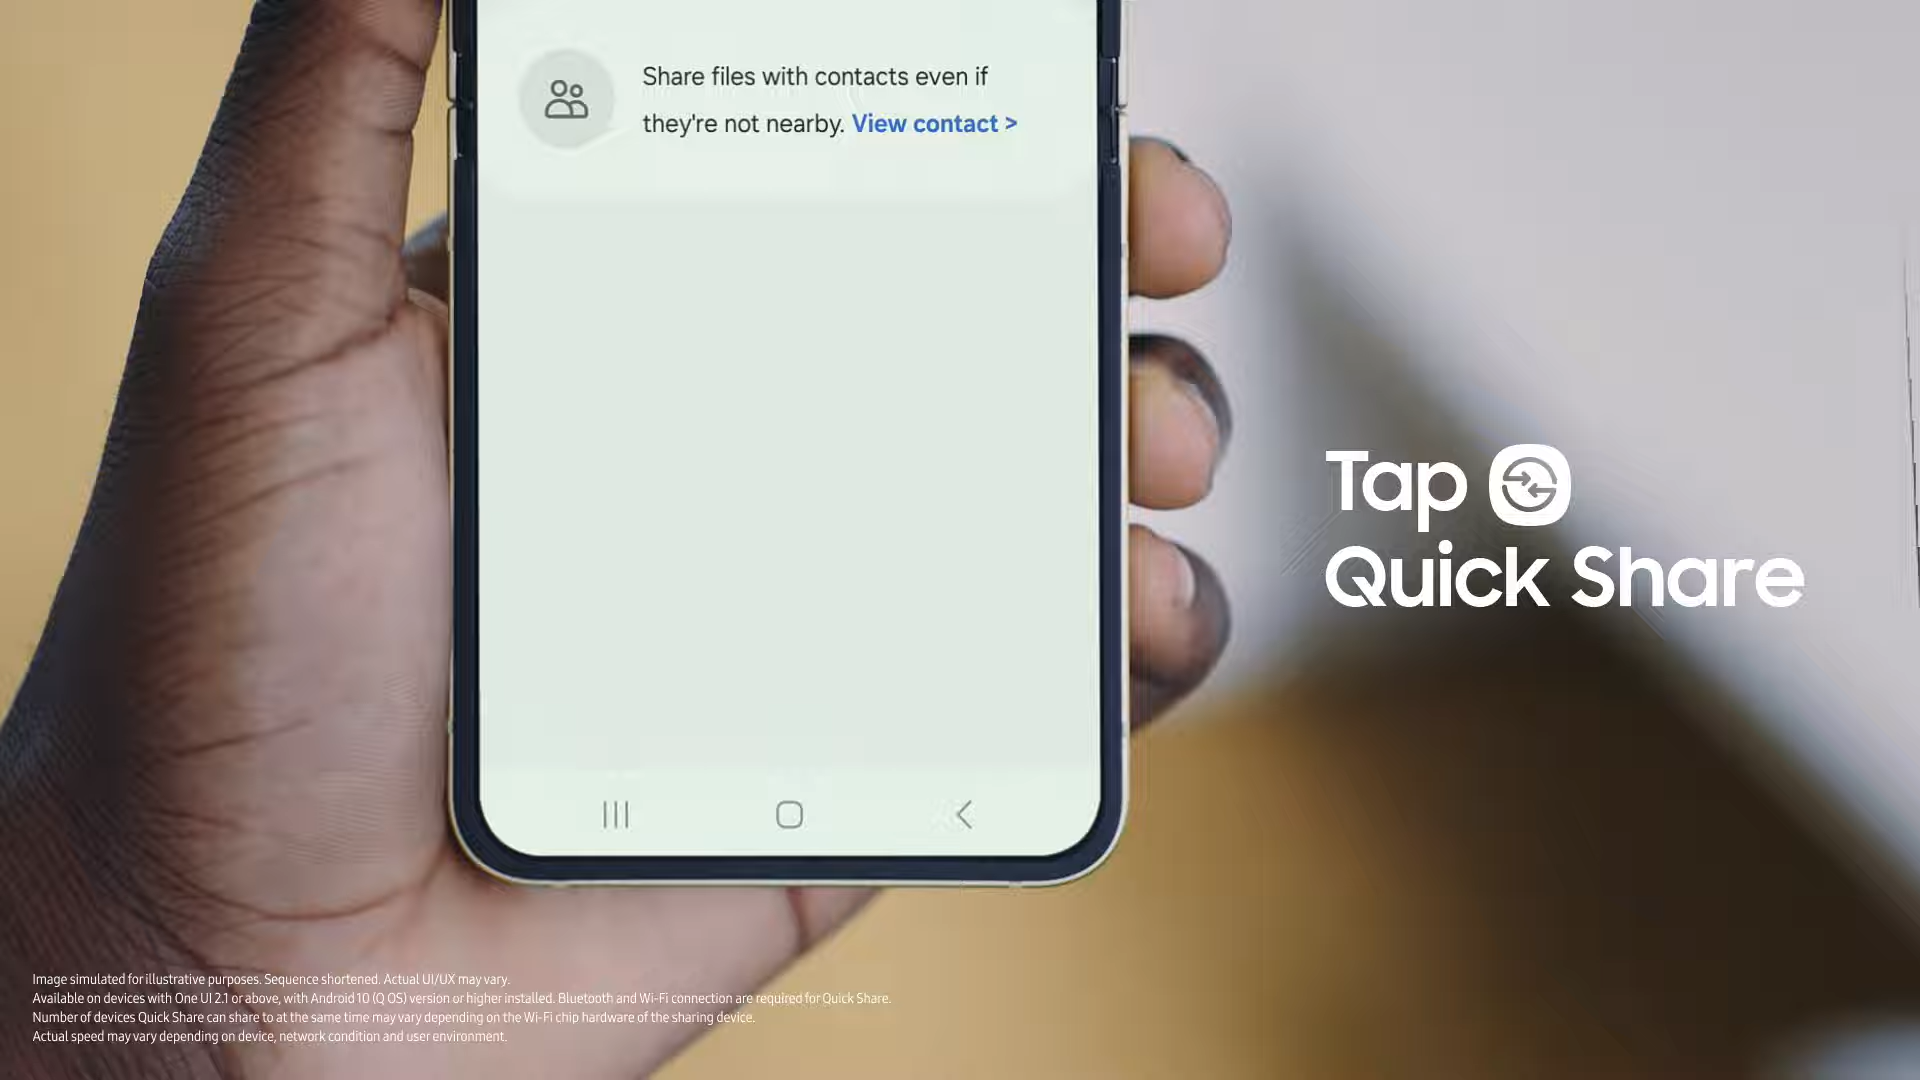 Share files with contacts even if
they're not nearby. View contact >
Tap
Quick Share
Image simulated for illustrative purposes. Sequence shortened. Actual UI/UX may vary.
Available on devices with One UI 2.1 or above, with Android 10 (Q OS) version or higher installed. Bluetooth and Wi-Fi connection are required for Quick Share.
Number of devices Quick Share can share to at the same time may vary depending on the Wi-Fi chip hardware of the sharing device.
Actual speed may vary depending on device, network condition and user environment.